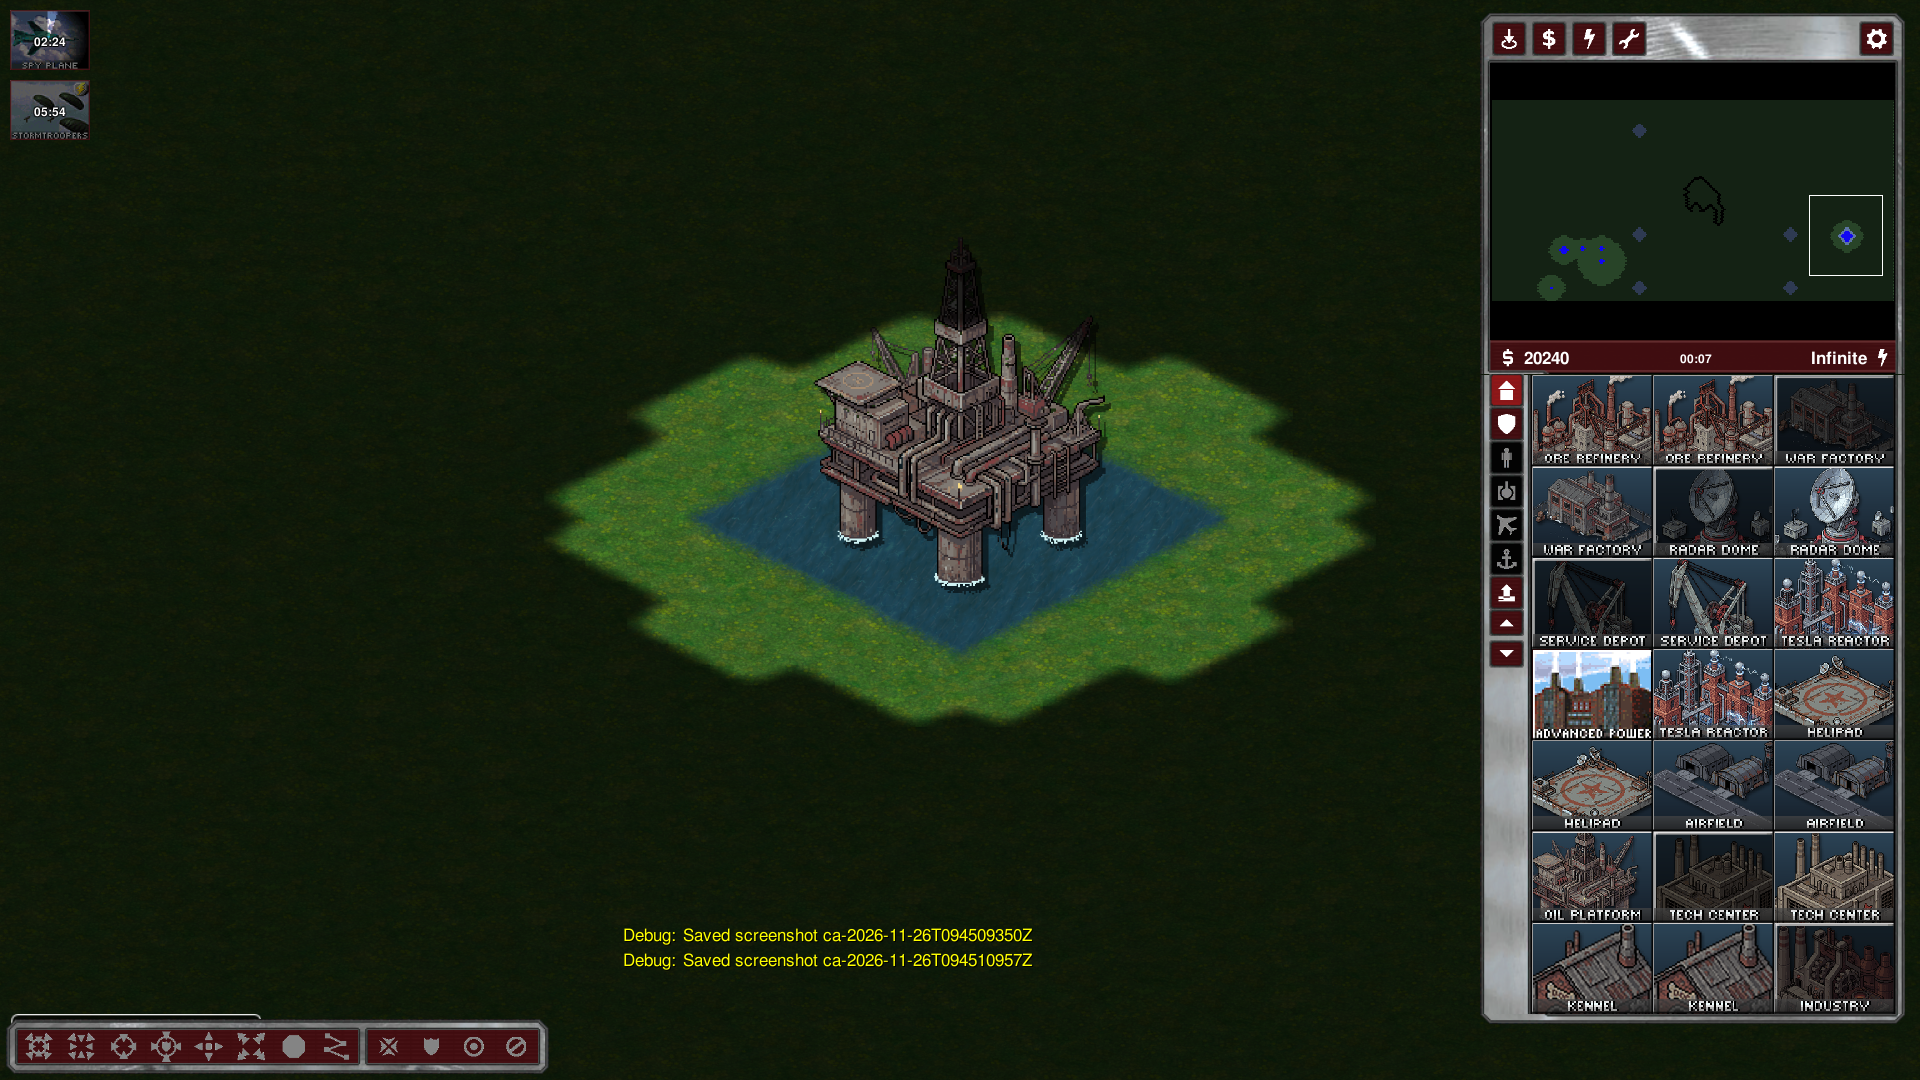 02:24
SPY PLANE
05:54
STORMTROOPERS
$ 20240 00:07 Infinite
ORE REFINERY ORE REFINERY WAR FACTORY
WAR FACTORY RADAR DOME RADAR DOME
SERVICE DEPOT SERVICE DEPOT TESLA REACTOR
ADVANCED POWER TESLA REACTOR HELIPAD
HELIPAD AIRFIELD AIRFIELD
OIL PLATFORM TECH CENTER TECH CENTER
KENNEL KENNEL INDUSTRY
Debug: Saved screenshot ca-2026-11-26T094509350Z
Debug: Saved screenshot ca-2026-11-26T094510957Z